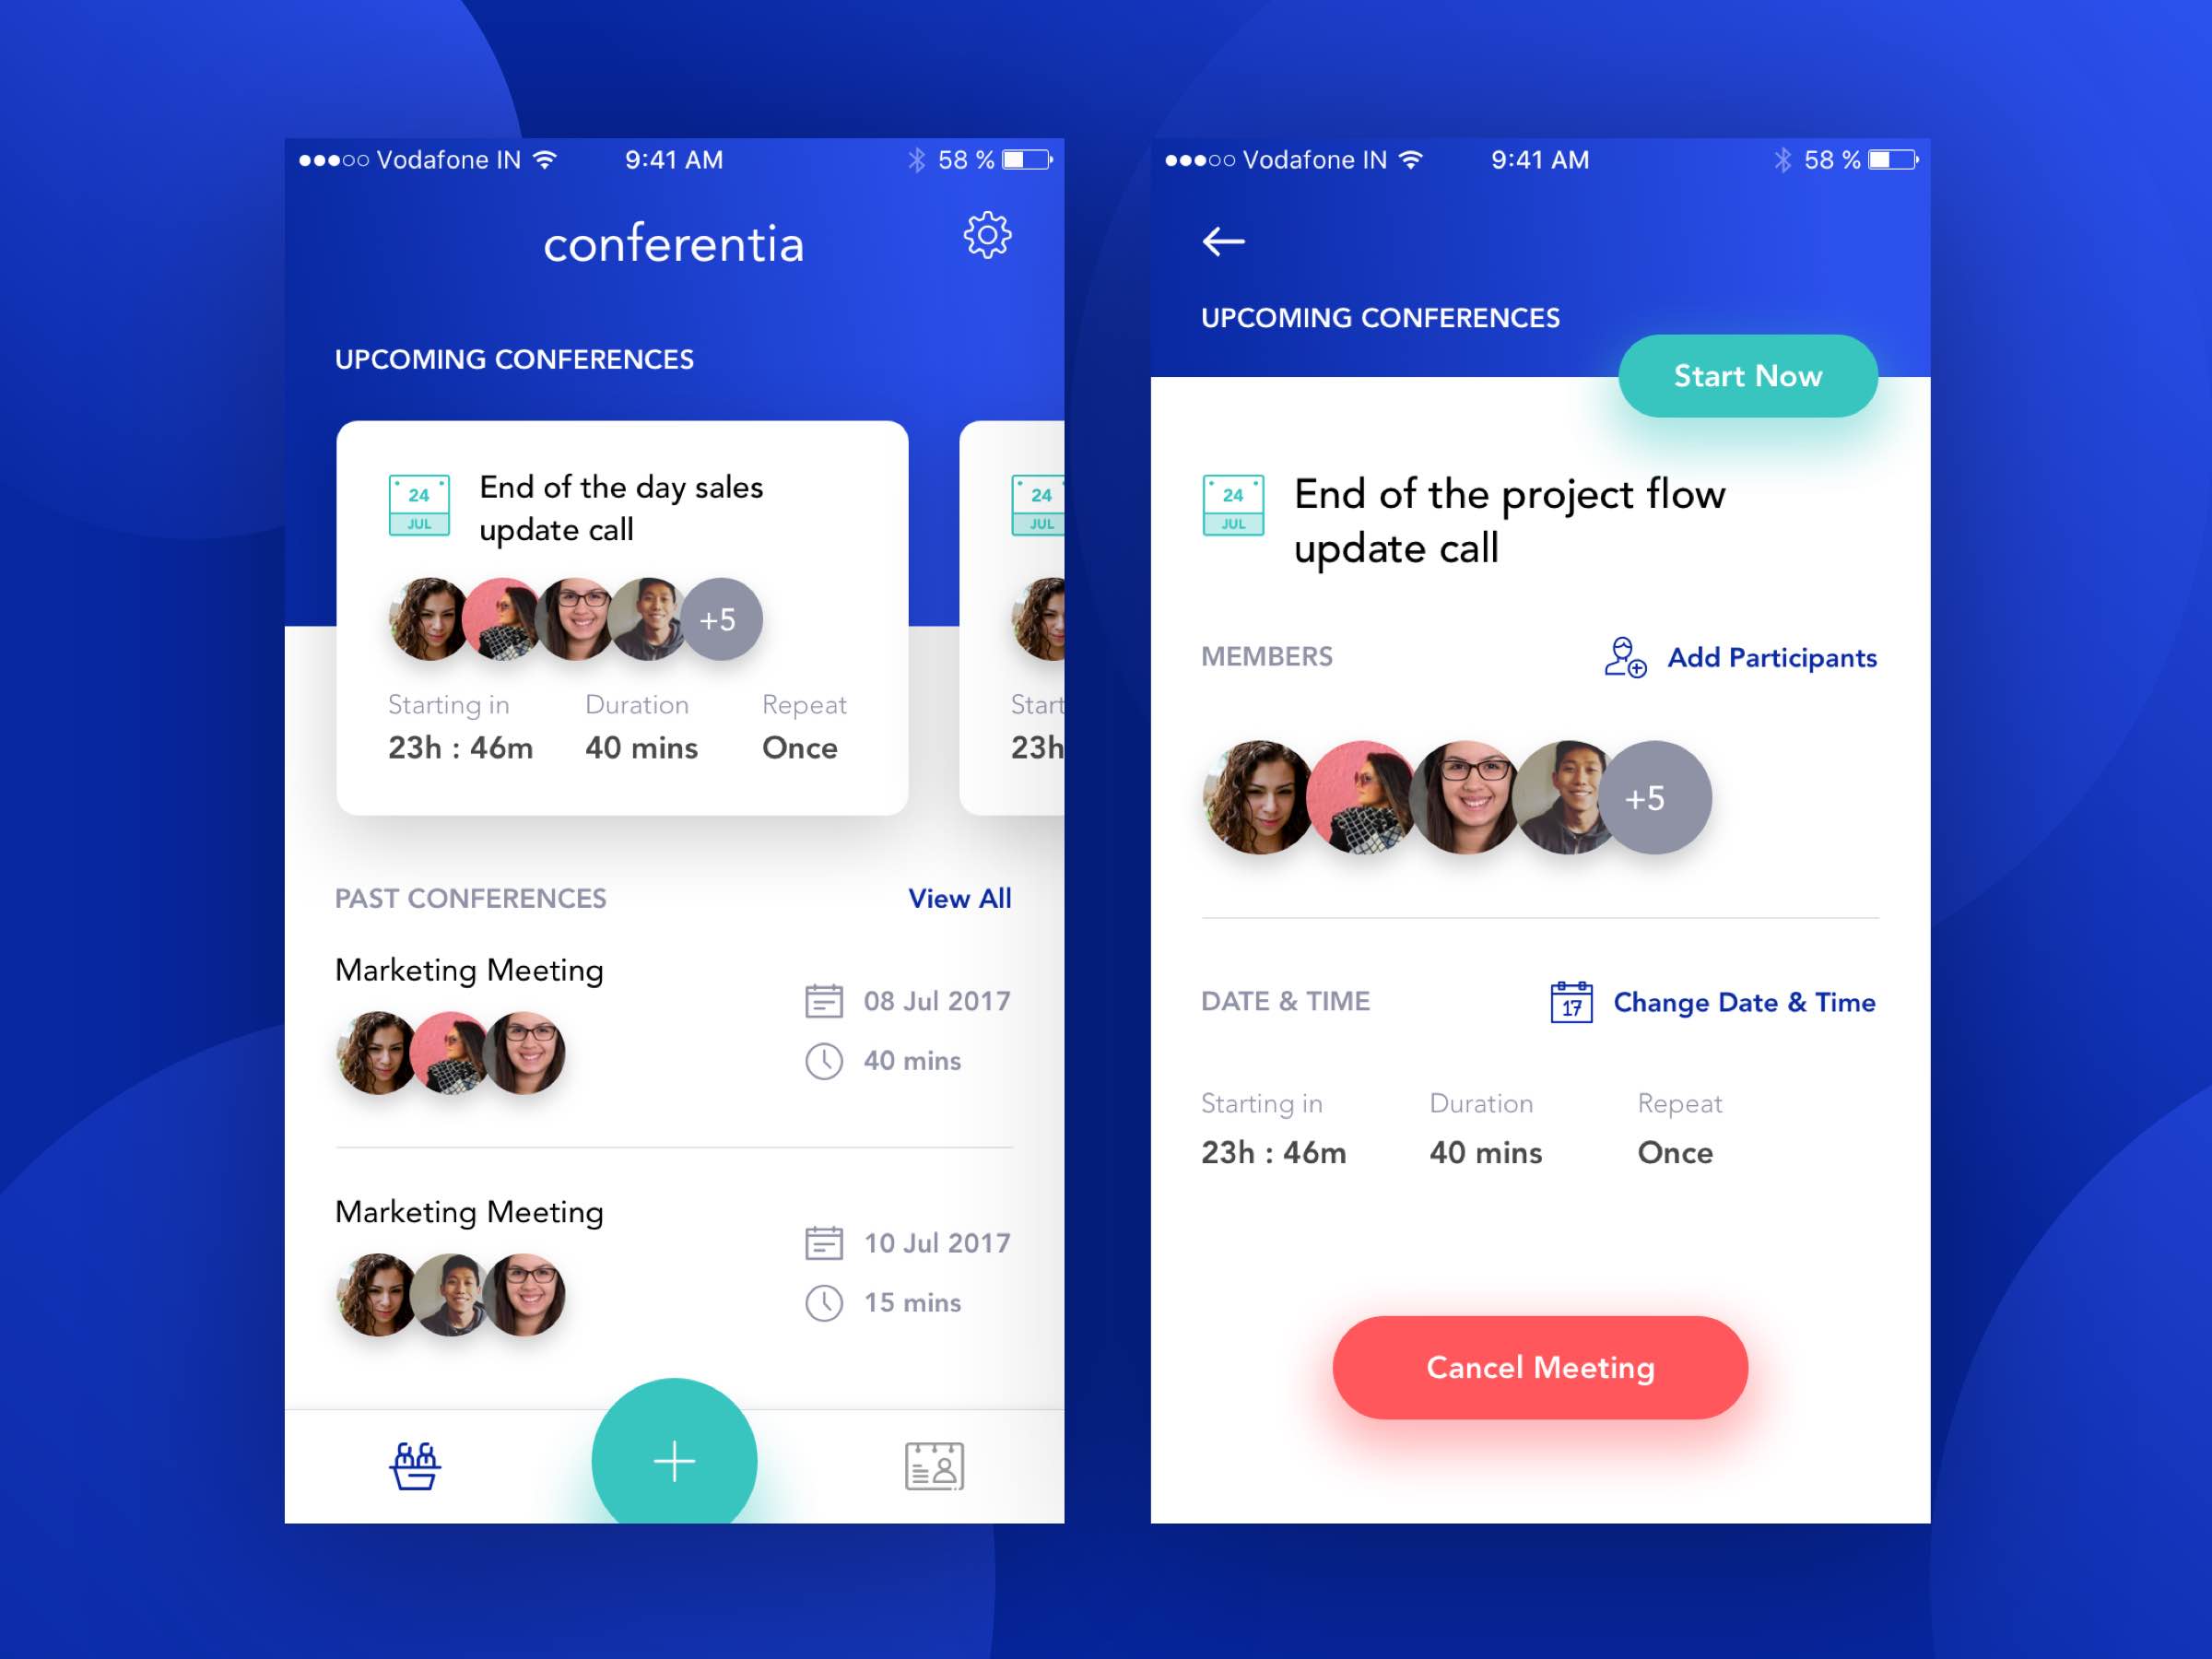 Vodafone IN
9:41 AM
58 %
conferentia
UPCOMING CONFERENCES
24
JUL
End of the day sales
update call
+5
Starting in
Duration
Repeat
23h : 46m
40 mins
Once
24
JUL
Start
23h
PAST CONFERENCES
View All
Marketing Meeting
08 Jul 2017
40 mins
Marketing Meeting
10 Jul 2017
15 mins
Vodafone IN
9:41 AM
58 %
UPCOMING CONFERENCES
Start Now
24
JUL
End of the project flow
update call
MEMBERS
Add Participants
+5
DATE & TIME
17
Change Date & Time
Starting in
Duration
Repeat
23h : 46m
40 mins
Once
Cancel Meeting